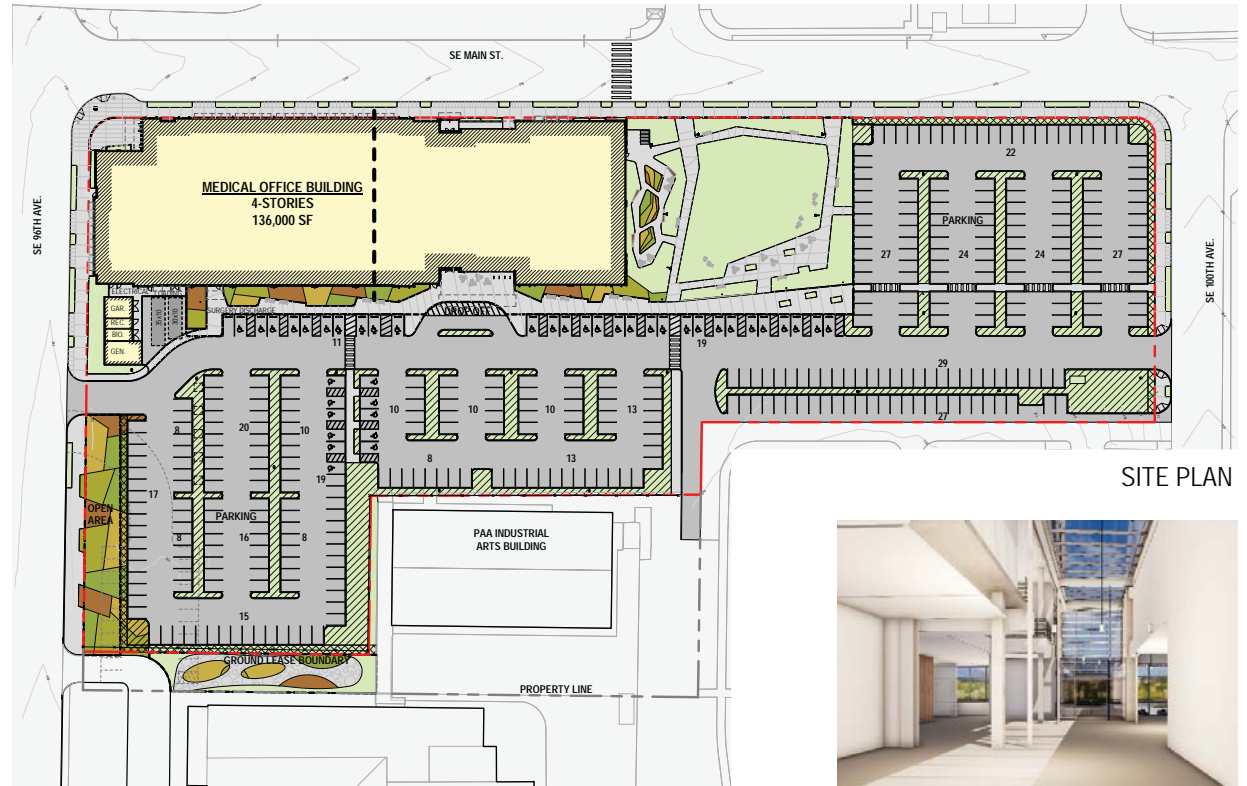 SE MAIN ST.
SE 96TH AVE.
SE 100TH AVE.
MEDICAL OFFICE BUILDING
4-STORIES
136,000 SF
22
PARKING
27
24
24
27
ELECTRICAL
GAR.
REC.
BIO.
GEN.
35x10
30x10
SURGERY DISCHARGE
DROP OFF
11
19
29
27
8
20
10
10
10
10
13
8
13
19
17
OPEN
AREA
PARKING
8
16
8
15
PAA INDUSTRIAL
ARTS BUILDING
GROUND LEASE BOUNDARY
PROPERTY LINE
SITE PLAN